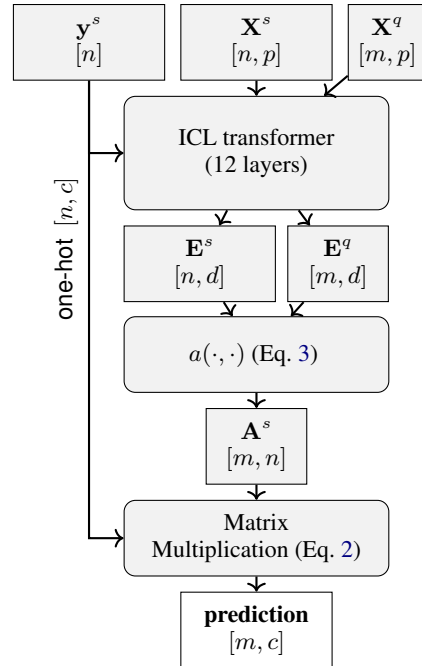 y^s
[n]
X^s
[n, p]
X^q
[m, p]
ICL transformer
(12 layers)
one-hot [n, c]
E^s
[n, d]
E^q
[m, d]
a(·, ·) (Eq. 3)
A^s
[m, n]
Matrix
Multiplication (Eq. 2)
prediction
[m, c]